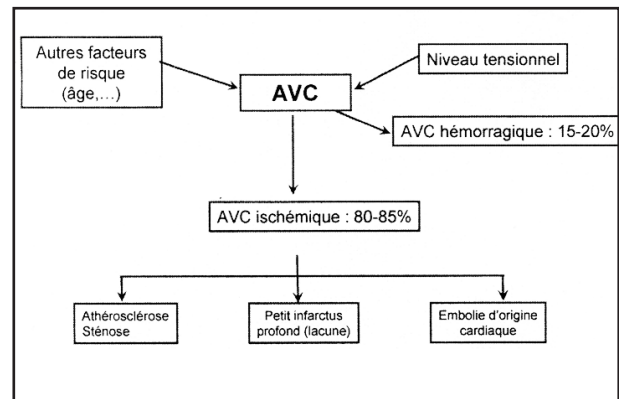 Autres facteurs
de risque
(âge,...)
Niveau tensionnel
AVC
AVC hémorragique : 15-20%
AVC ischémique : 80-85%
Athérosclérose
Sténose
Petit infarctus
profond (lacune)
Embolie d'origine
cardiaque